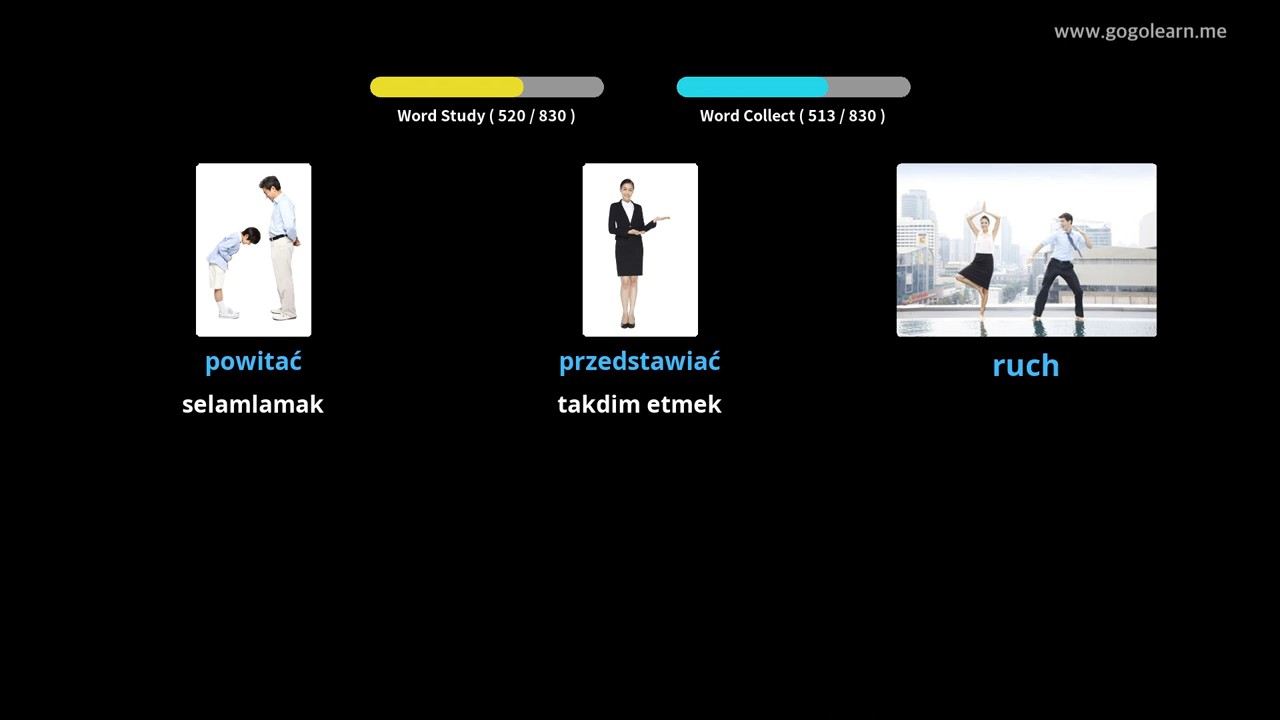 www.gogolearn.me
Word Study ( 520 / 830 )
Word Collect ( 513 / 830 )
powitać
selamlamak
przedstawiać
takdim etmek
ruch